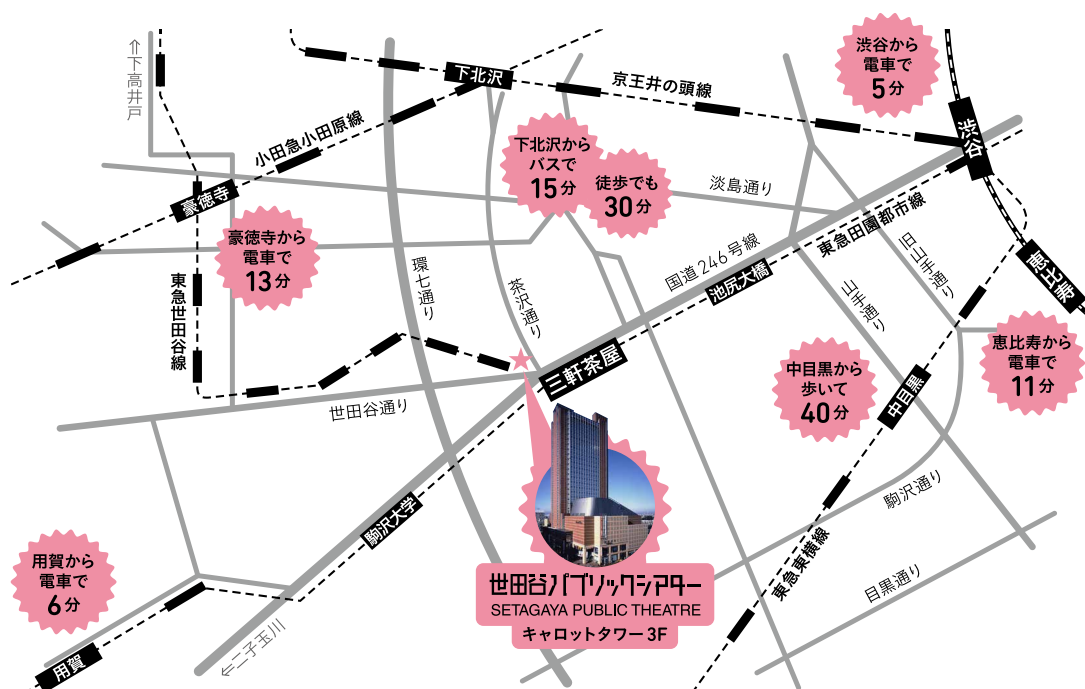 ⇐下高井戸
下北沢
京王井の頭線
渋谷から
電車で
5分
渋谷
小田急小田原線
下北沢から
バスで
15分
徒歩でも
30分
淡島通り
豪徳寺
豪徳寺から
電車で
13分
東急世田谷線
環七通り
茶沢通り
国道246号線
池尻大橋
東急田園都市線
山手通り
旧山手通り
恵比寿
恵比寿から
電車で
11分
三軒茶屋
世田谷通り
中目黒から
歩いて
40分
中目黒
駒沢大学
駒沢通り
東急東横線
目黒通り
用賀から
電車で
6分
用賀
←二子玉川
世田谷パブリックシアター
SETAGAYA PUBLIC THEATRE
キャロットタワー3F